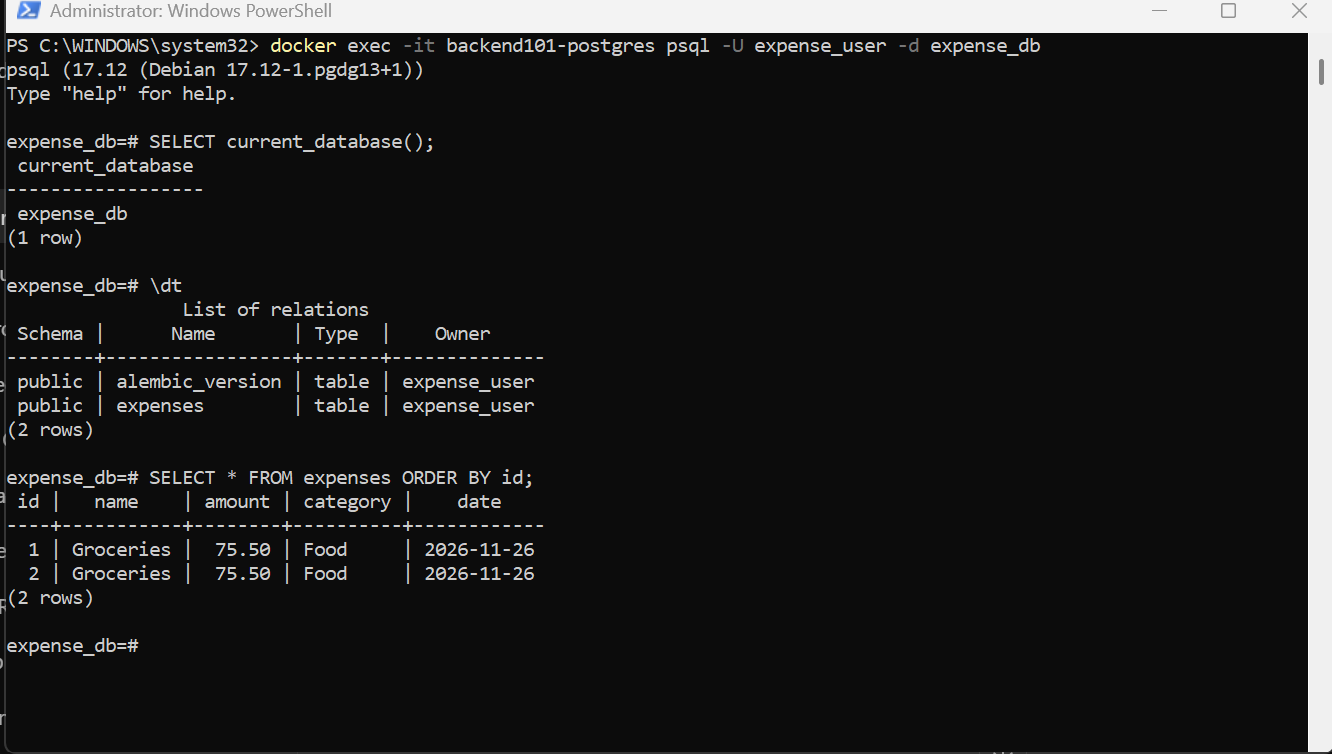 Administrator: Windows PowerShell
PS C:\WINDOWS\system32> docker exec -it backend101-postgres psql -U expense_user -d expense_db
psql (17.12 (Debian 17.12-1.pgdg13+1))
Type "help" for help.

expense_db=# SELECT current_database();
 current_database
------------------
 expense_db
(1 row)

expense_db=# \dt
                List of relations
 Schema |      Name       | Type  |    Owner
--------+-----------------+-------+--------------
 public | alembic_version | table | expense_user
 public | expenses        | table | expense_user
(2 rows)

expense_db=# SELECT * FROM expenses ORDER BY id;
 id |   name    | amount | category |    date
----+-----------+--------+----------+------------
  1 | Groceries |  75.50 | Food     | 2026-11-26
  2 | Groceries |  75.50 | Food     | 2026-11-26
(2 rows)

expense_db=#